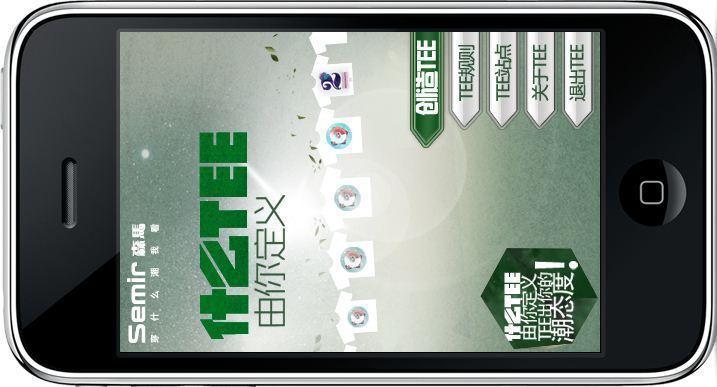 Semir 森馬
穿什么潮我看
什么TEE
由你定义
2
创造TEE
TEE规则
TEE站点
关于TEE
退出TEE
什么TEE
由你定义
TEE出你的
潮态度!